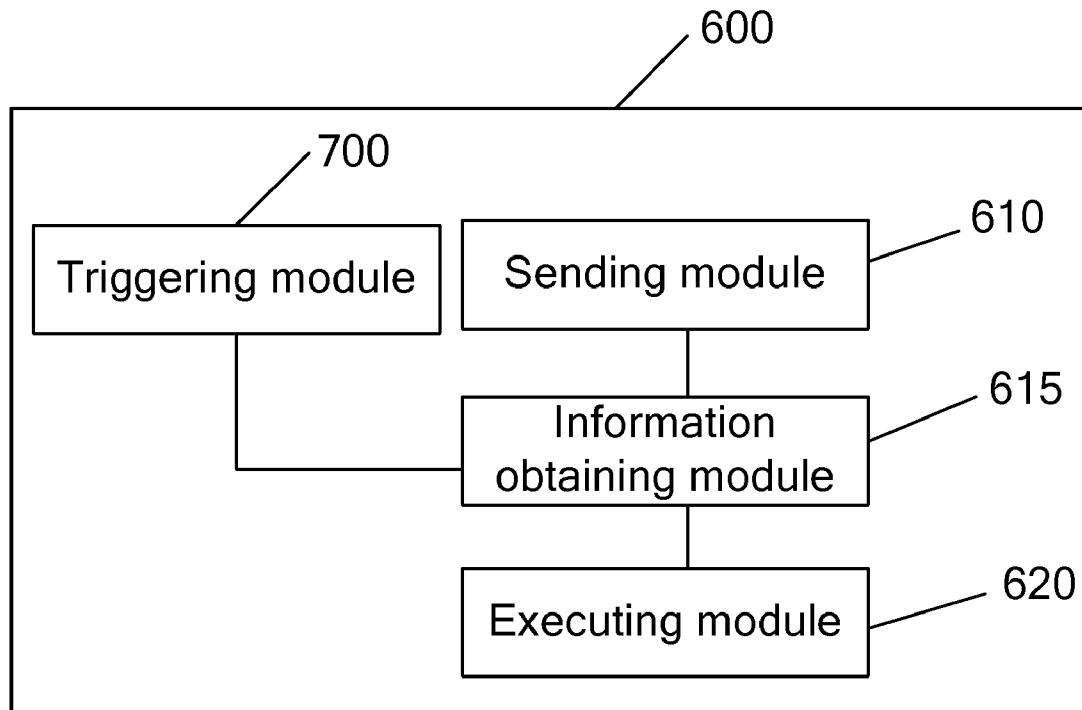 600
700
Triggering module
610
Sending module
615
Information
obtaining module
620
Executing module